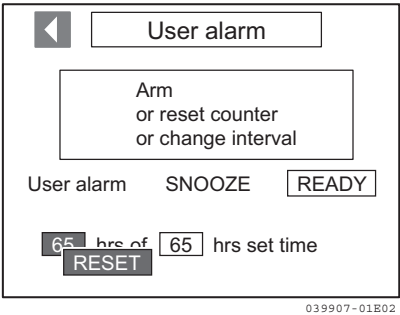 User alarm
Arm
or reset counter
or change interval
User alarm SNOOZE READY
65 hrs of 65 hrs set time
RESET
039907-01E02